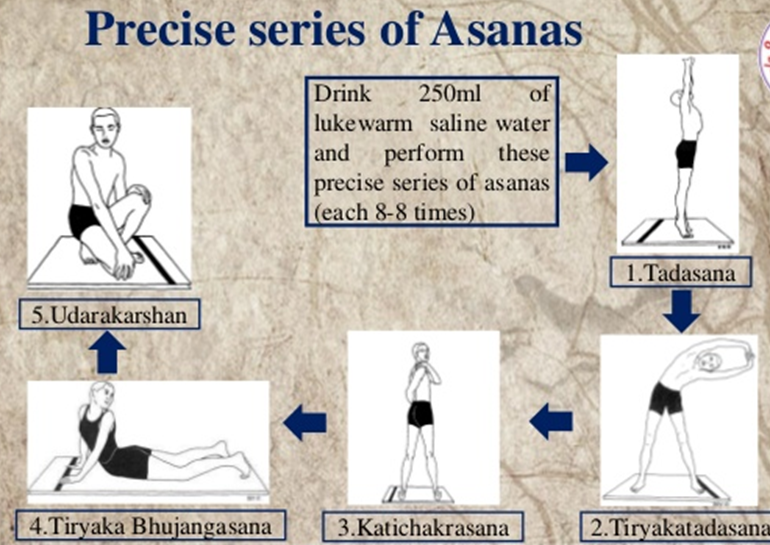 Precise series of Asanas
Drink 250ml of
lukewarm saline water
and perform these
precise series of asanas
(each 8-8 times)
1.Tadasana
2.Tiryakatadasana
3.Katichakrasana
4.Tiryaka Bhujangasana
5.Udarakarshan